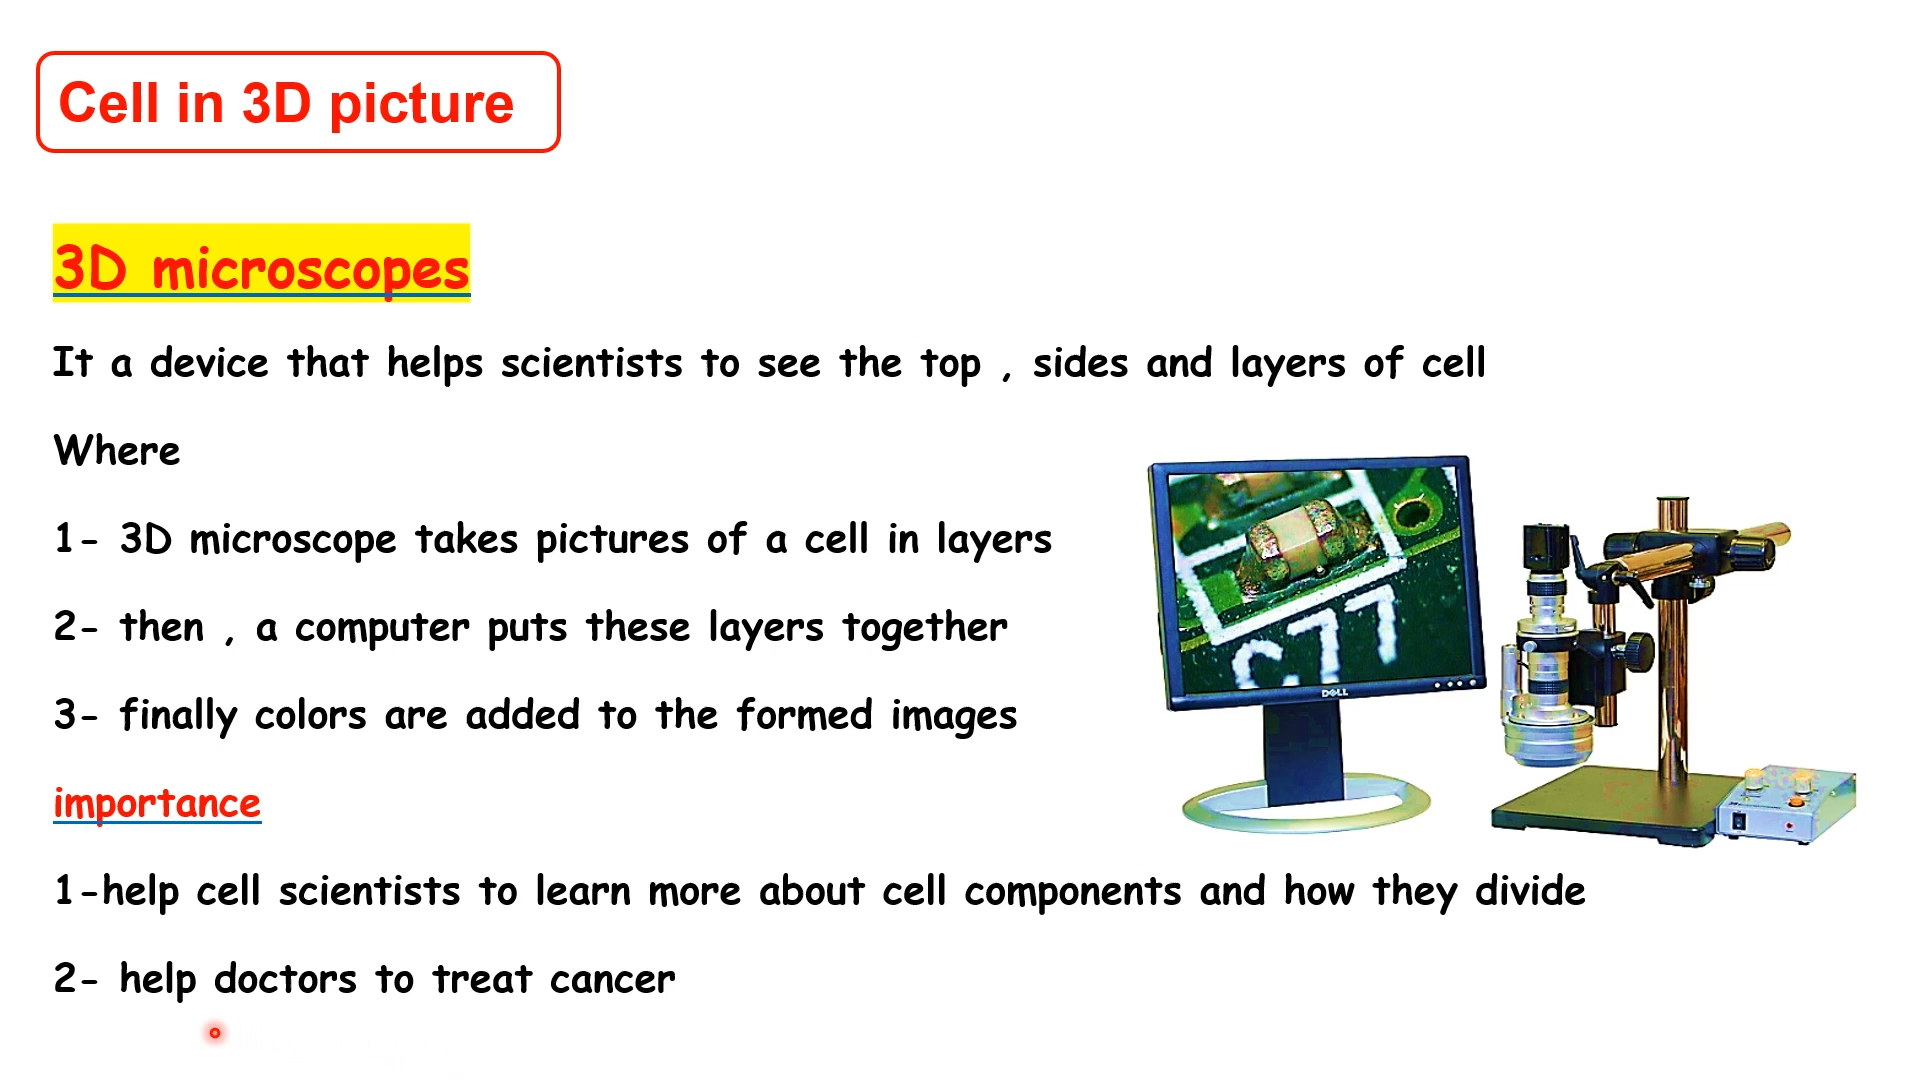 Cell in 3D picture
3D microscopes
It a device that helps scientists to see the top , sides and layers of cell
Where
1- 3D microscope takes pictures of a cell in layers
2- then , a computer puts these layers together
3- finally colors are added to the formed images
importance
1-help cell scientists to learn more about cell components and how they divide
2- help doctors to treat cancer
C77
DELL